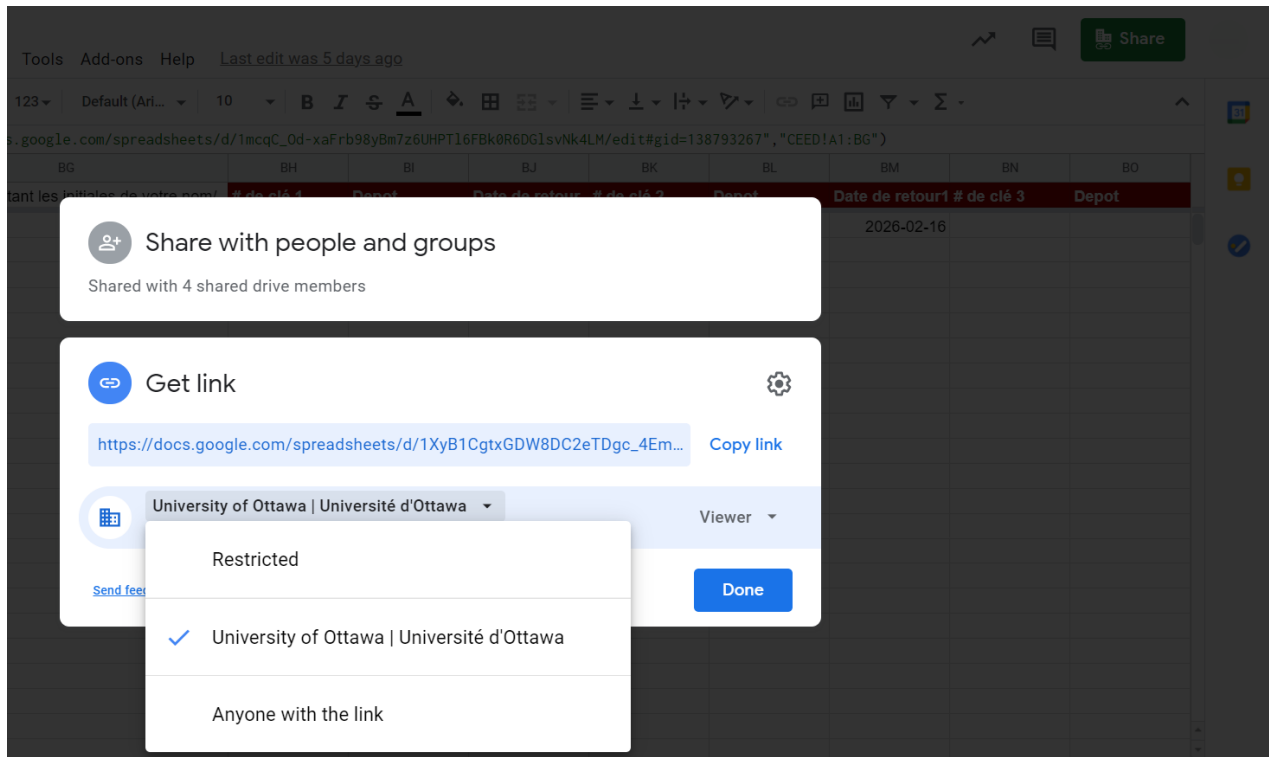 Share
Tools Add-ons Help Last edit was 5 days ago
123 Default (Ari... 10 B I S A Σ
31
s.google.com/spreadsheets/d/1mcqC_Od-xaFrb98yBm7z6UHPTl6FBk0R6DGlsvNk4LM/edit#gid=138793267","CEED!A1:BG")
BG BH BI BJ BK BL BM BN BO
tant les initiales de votre nom/ # de clé 1 Depot Date de retour # de clé 2 Depot Date de retour1 # de clé 3 Depot
2026-02-16
Share with people and groups
Shared with 4 shared drive members
Get link
https://docs.google.com/spreadsheets/d/1XyB1CgtxGDW8DC2eTDgc_4Em... Copy link
University of Ottawa | Université d'Ottawa
Viewer
Restricted
Send feed Done
University of Ottawa | Université d'Ottawa
Anyone with the link